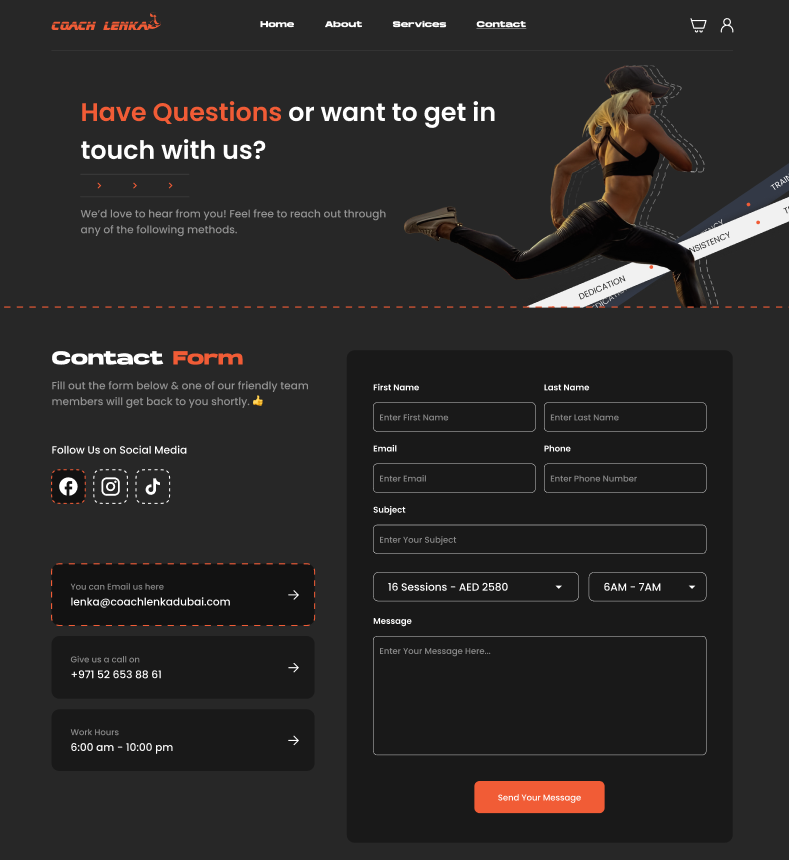 COACH LENKA
Home
About
Services
Contact
Have Questions or want to get in
touch with us?
We'd love to hear from you! Feel free to reach out through
any of the following methods.
DEDICATION
Contact Form
Fill out the form below & one of our friendly team
members will get back to you shortly. 👍
Follow Us on Social Media
You can Email us here
lenka@coachlenkadubai.com
Give us a call on
+971 52 653 88 61
Work Hours
6:00 am - 10:00 pm
First Name
Last Name
Enter First Name
Enter Last Name
Email
Phone
Enter Email
Enter Phone Number
Subject
Enter Your Subject
16 Sessions - AED 2580
6AM - 7AM
Message
Enter Your Message Here...
Send Your Message